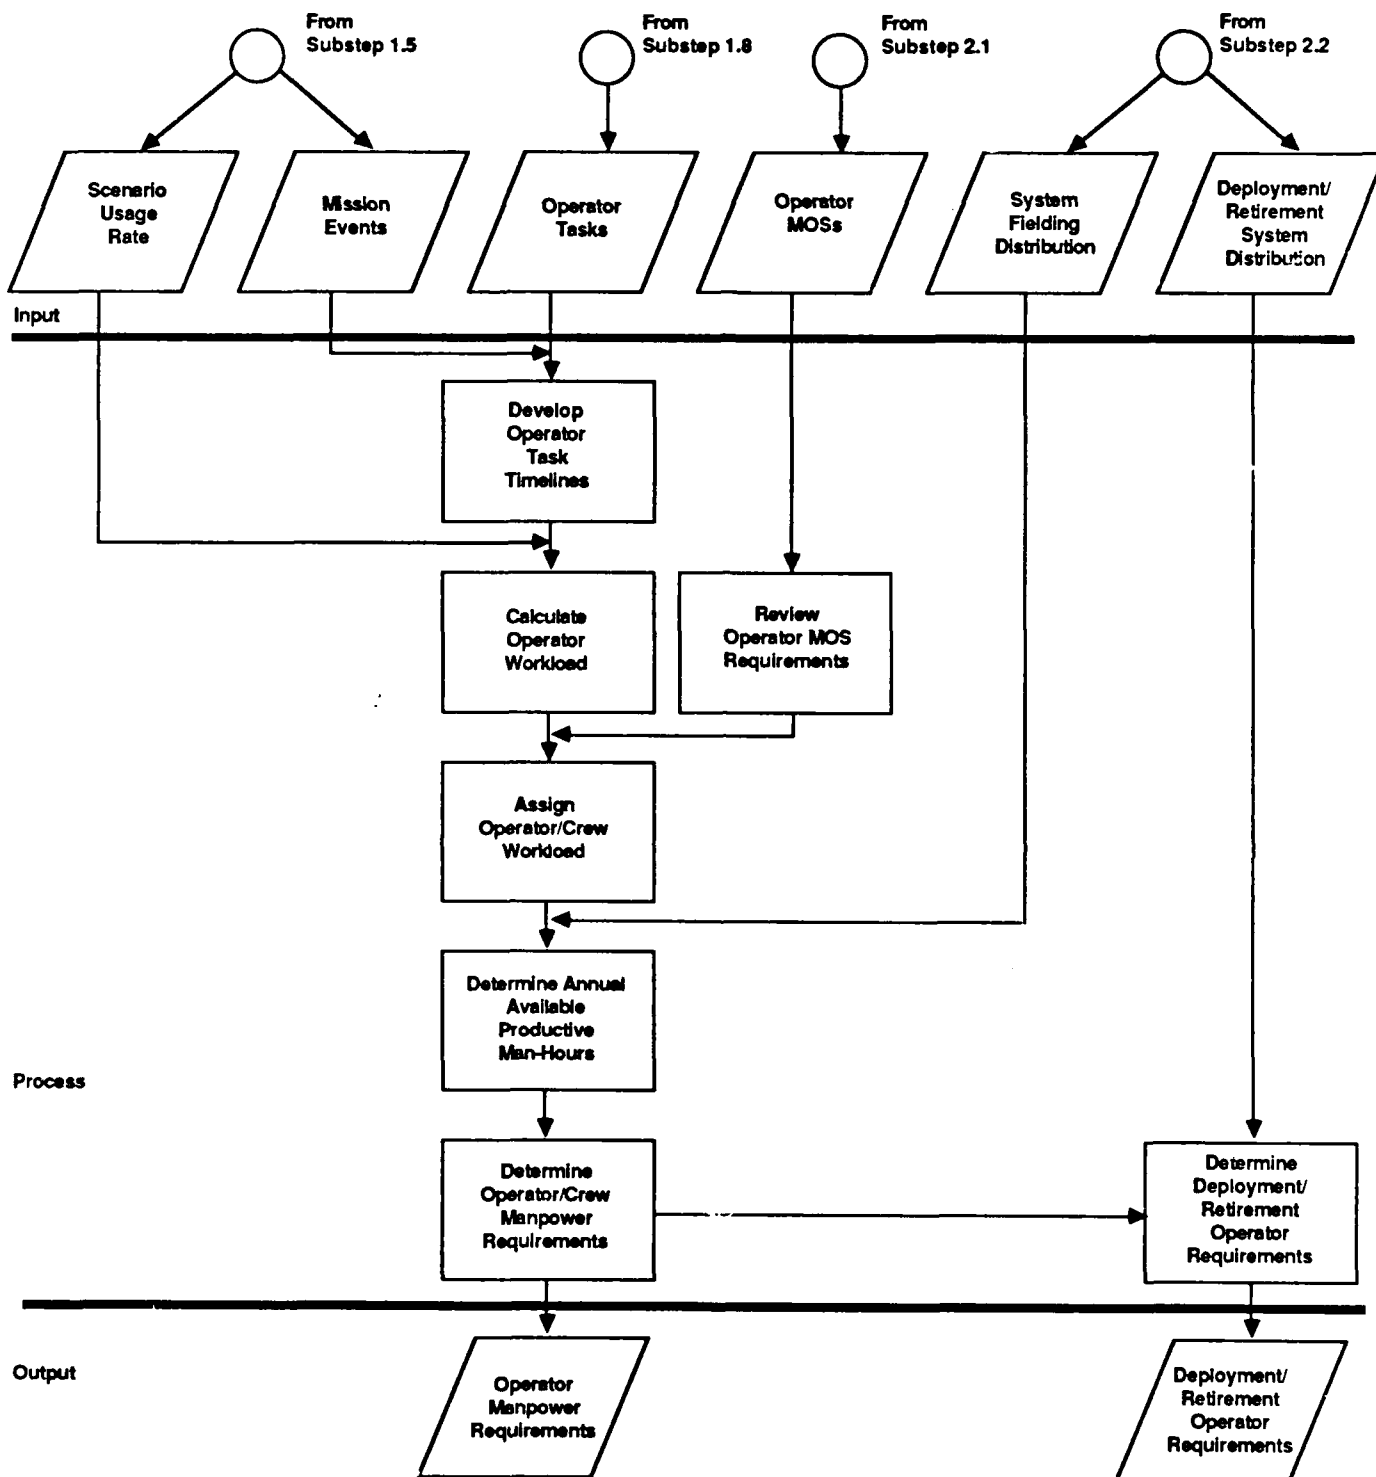 From
Substep 1.5
From
Substep 1.8
From
Substep 2.1
From
Substep 2.2
Scenario
Usage
Rate
Mission
Events
Operator
Tasks
Operator
MOSs
System
Fielding
Distribution
Deployment/
Retirement
System
Distribution
Input
Develop
Operator
Task
Timelines
Calculate
Operator
Workload
Review
Operator MOS
Requirements
Assign
Operator/Crew
Workload
Determine Annual
Available
Productive
Man-Hours
Process
Determine
Operator/Crew
Manpower
Requirements
Determine
Deployment/
Retirement
Operator
Requirements
Output
Operator
Manpower
Requirements
Deployment/
Retirement
Operator
Requirements